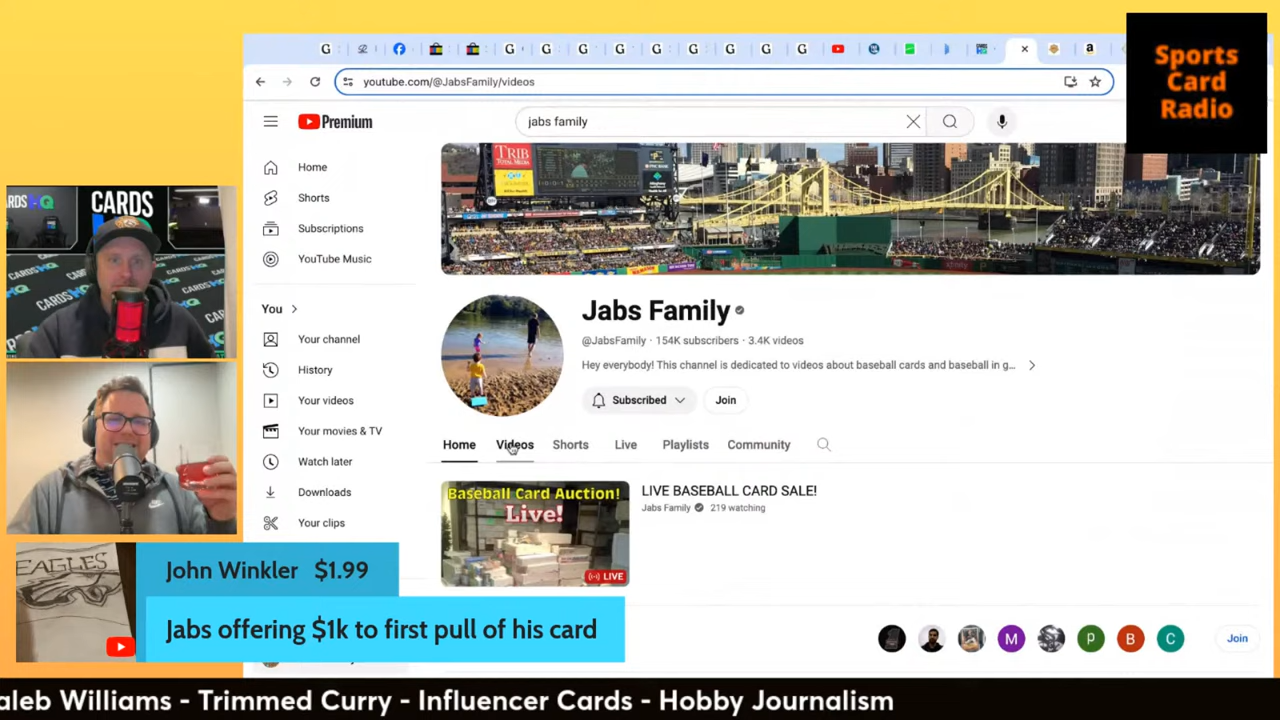 youtube.com/@JabsFamily/videos
Sports
Card
Radio
Premium
jabs family
Home
Shorts
Subscriptions
YouTube Music
You
Your channel
History
Your videos
Your movies & TV
Watch later
Downloads
Your clips
TRIB
TOTAL MEDIA
Jabs Family
@JabsFamily · 154K subscribers · 3.4K videos
Hey everybody! This channel is dedicated to videos about baseball cards and baseball in g...
Subscribed
Join
Home
Videos
Shorts
Live
Playlists
Community
Baseball Card Auction!
Live!
LIVE
LIVE BASEBALL CARD SALE!
Jabs Family
219 watching
M
P
B
C
Join
CARDS
EAGLES
John Winkler $1.99
Jabs offering $1k to first pull of his card
aleb Williams - Trimmed Curry - Influencer Cards - Hobby Journalism